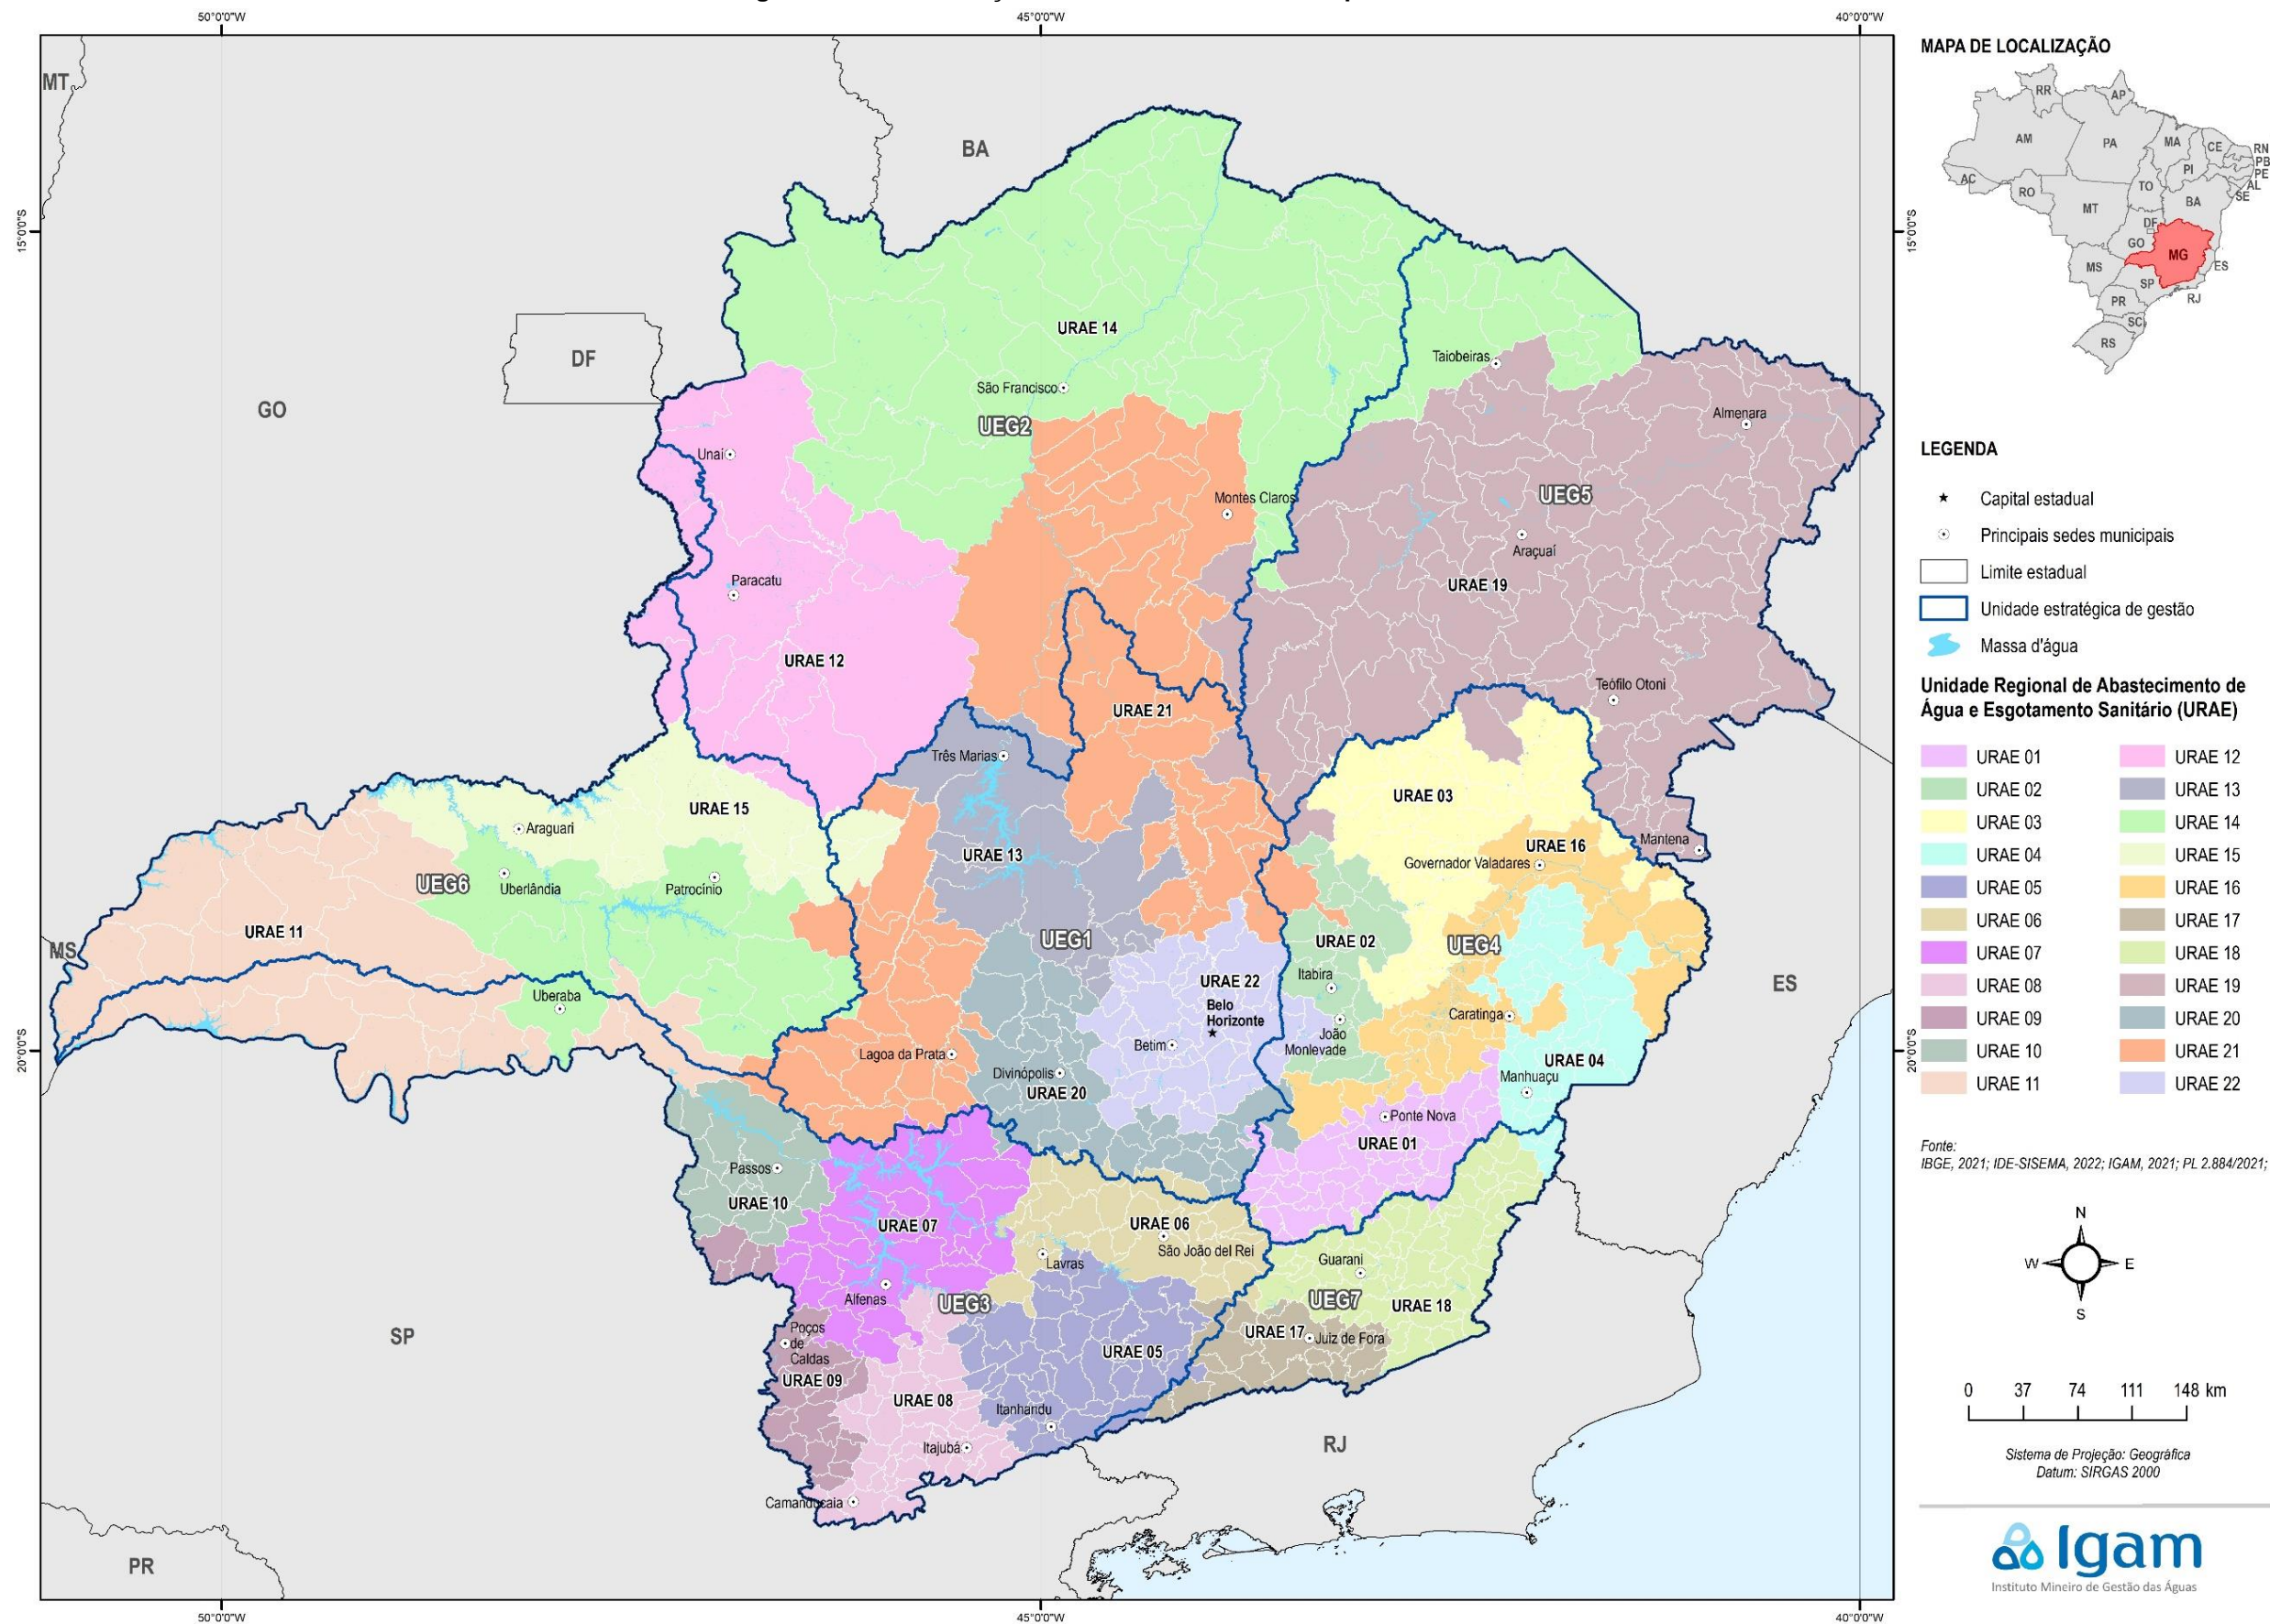 50°0'0"W
45°0'0"W
40°0'0"W
MT
BA
DF
GO
MS
SP
PR
RJ
ES
15°0'0"S
20°0'0"S
15°0'0"S
20°0'0"S
URAE 14
Taiobeiras
São Francisco
UEG2
Almenara
Unaí
Montes Claros
UEG5
Araçuaí
Paracatu
URAE 19
URAE 12
Teófilo Otoni
URAE 21
Três Marias
URAE 03
URAE 15
Araguari
URAE 13
URAE 16
Mantena
Governador Valadares
UEG6
Uberlândia
Patrocínio
URAE 11
UEG1
URAE 02
UEG4
Itabira
URAE 22
Belo
Horizonte
Uberaba
Caratinga
João
Monlevade
Betim
Lagoa da Prata
URAE 04
Divinópolis
Manhuaçu
URAE 20
Ponte Nova
URAE 01
Passos
URAE 10
URAE 07
URAE 06
São João del Rei
Lavras
Guarani
Alfenas
UEG3
UEG7
URAE 18
Poços
de
Caldas
URAE 17
Juiz de Fora
URAE 05
URAE 09
URAE 08
Itanhandu
Itajubá
Camanducaia
50°0'0"W
45°0'0"W
40°0'0"W
MAPA DE LOCALIZAÇÃO
RR
AP
AM
PA
MA
CE
RN
PB
PE
AL
SE
PI
AC
RO
TO
BA
MT
DF
GO
MG
MS
ES
SP
RJ
PR
SC
RS
LEGENDA
Capital estadual
Principais sedes municipais
Limite estadual
Unidade estratégica de gestão
Massa d'água
Unidade Regional de Abastecimento de
Água e Esgotamento Sanitário (URAE)
URAE 01
URAE 02
URAE 03
URAE 04
URAE 05
URAE 06
URAE 07
URAE 08
URAE 09
URAE 10
URAE 11
URAE 12
URAE 13
URAE 14
URAE 15
URAE 16
URAE 17
URAE 18
URAE 19
URAE 20
URAE 21
URAE 22
Fonte:
IBGE, 2021; IDE-SISEMA, 2022; IGAM, 2021; PL 2.884/2021;
N
W E
S
0 37 74 111 148 km
Sistema de Projeção: Geográfica
Datum: SIRGAS 2000
Igam
Instituto Mineiro de Gestão das Águas